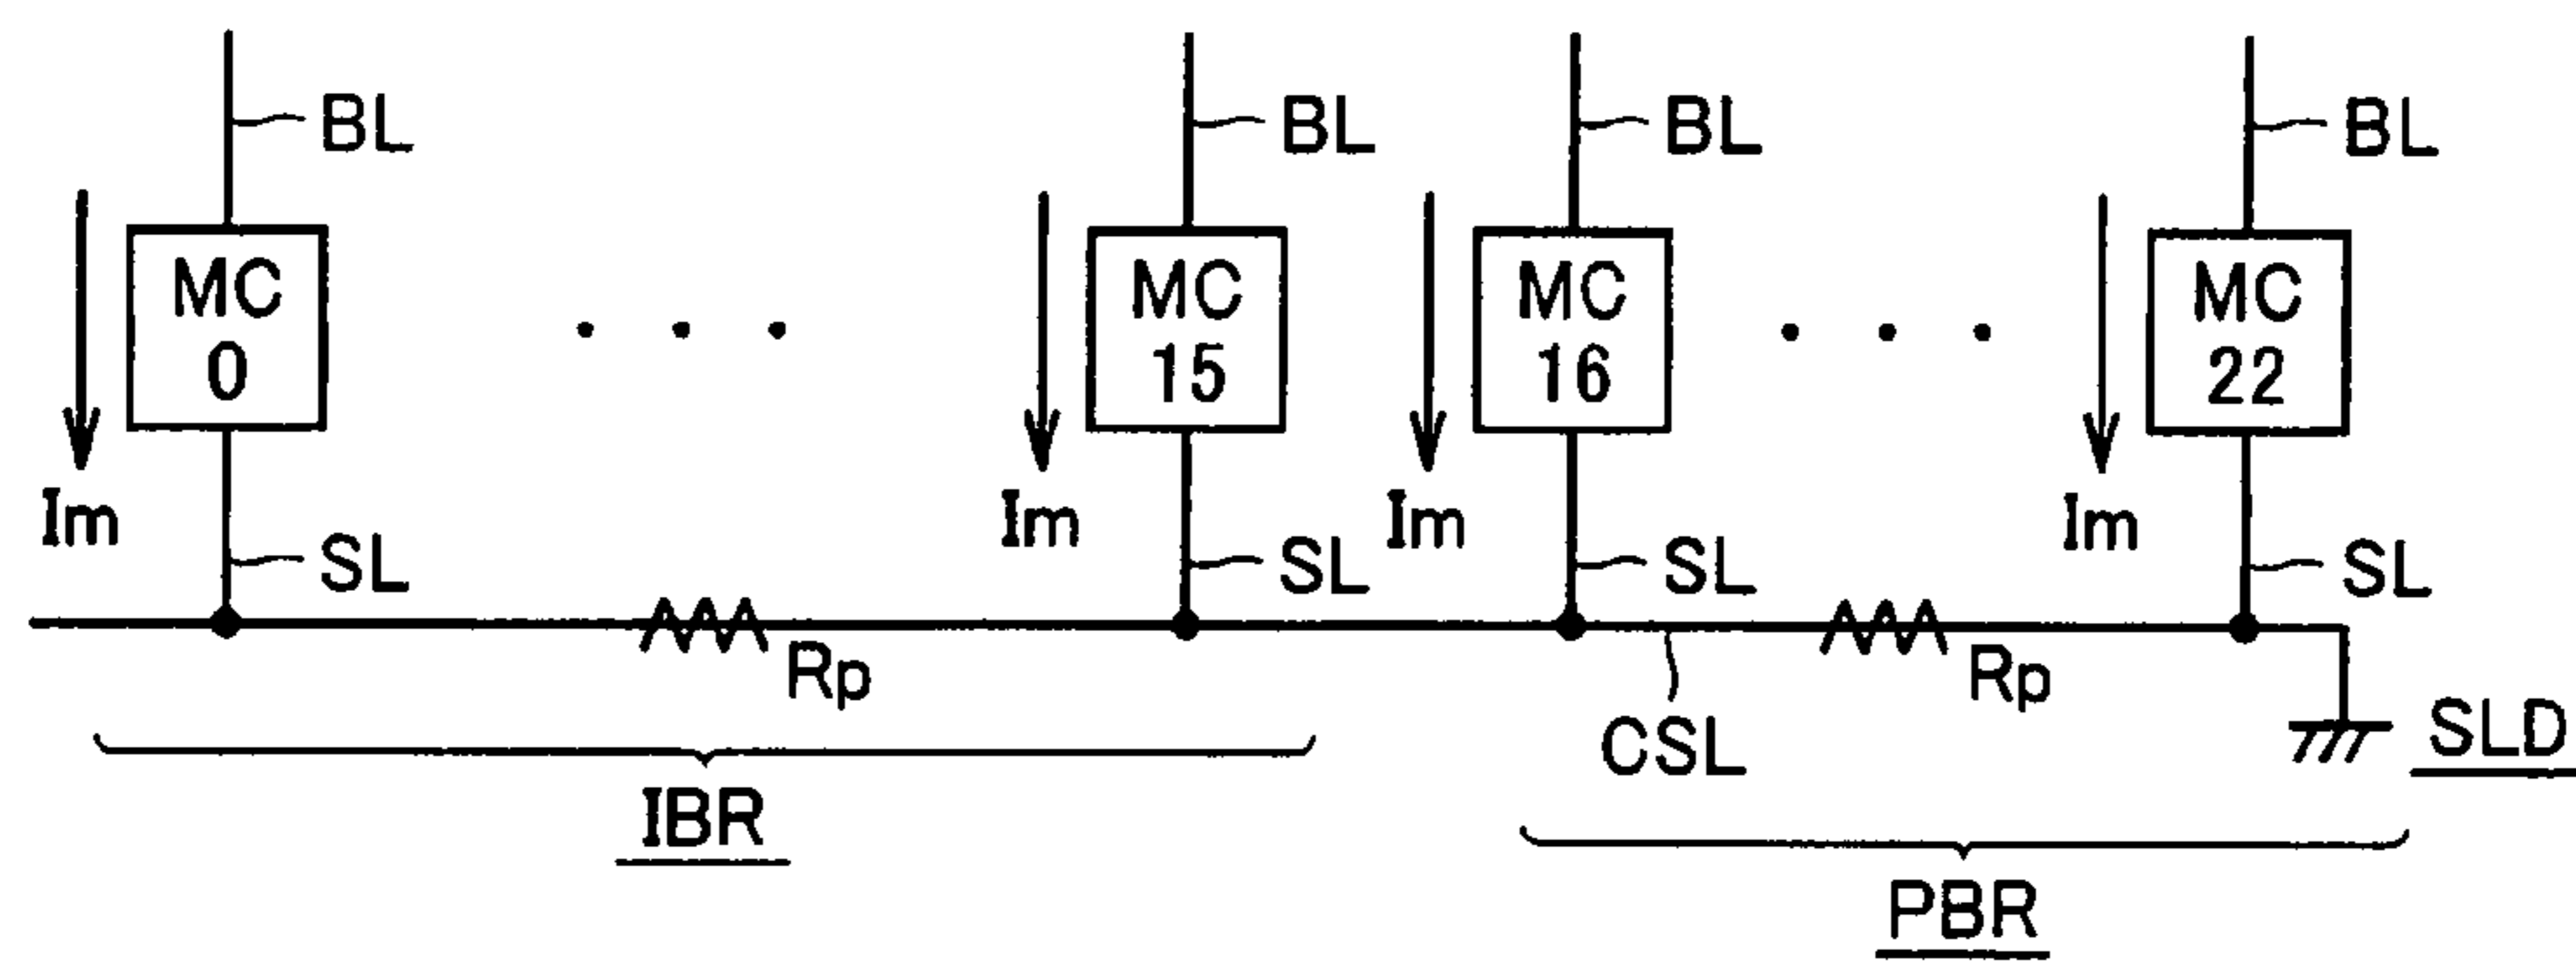 BL BL BL BL
MC 0
MC 15
MC 16
MC 22
Im Im Im Im
SL SL SL SL
Rp Rp
CSL
SLD
IBR
PBR